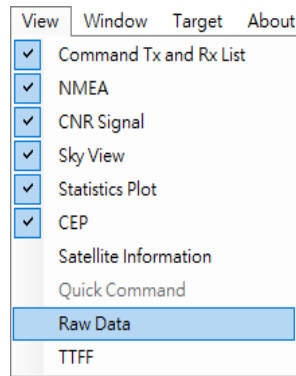 View Window Target About
Command Tx and Rx List
NMEA
CNR Signal
Sky View
Statistics Plot
CEP
Satellite Information
Quick Command
Raw Data
TTFF